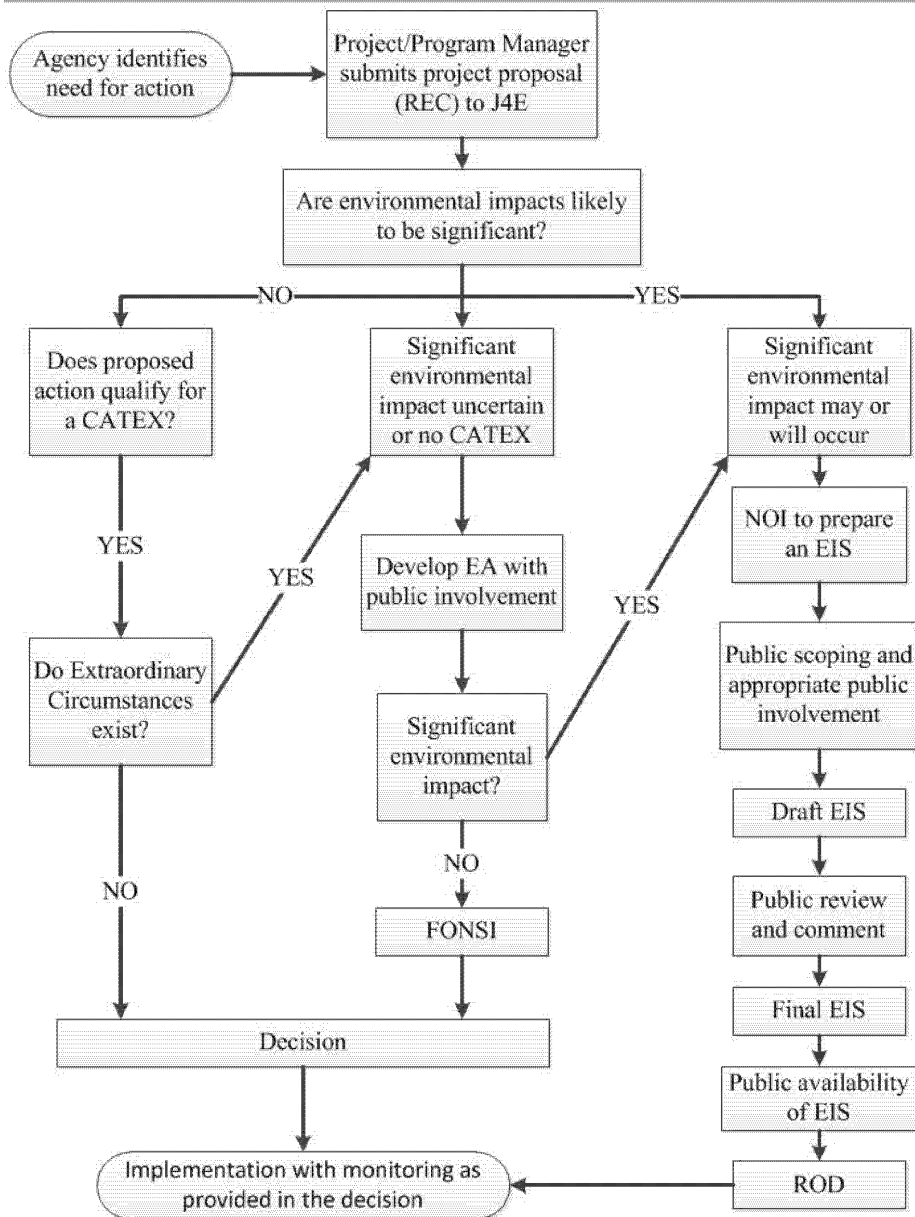 Agency identifies
need for action
Project/Program Manager
submits project proposal
(REC) to J4E
Are environmental impacts likely
to be significant?
NO
YES
Does proposed
action qualify for
a CATEX?
Significant
environmental
impact uncertain
or no CATEX
Significant
environmental
impact may or
will occur
YES
YES
Develop EA with
public involvement
YES
NOI to prepare
an EIS
Do Extraordinary
Circumstances
exist?
Significant
environmental
impact?
Public scoping and
appropriate public
involvement
NO
NO
Draft EIS
FONSI
Public review
and comment
Decision
Final EIS
Public availability
of EIS
Implementation with monitoring as
provided in the decision
ROD